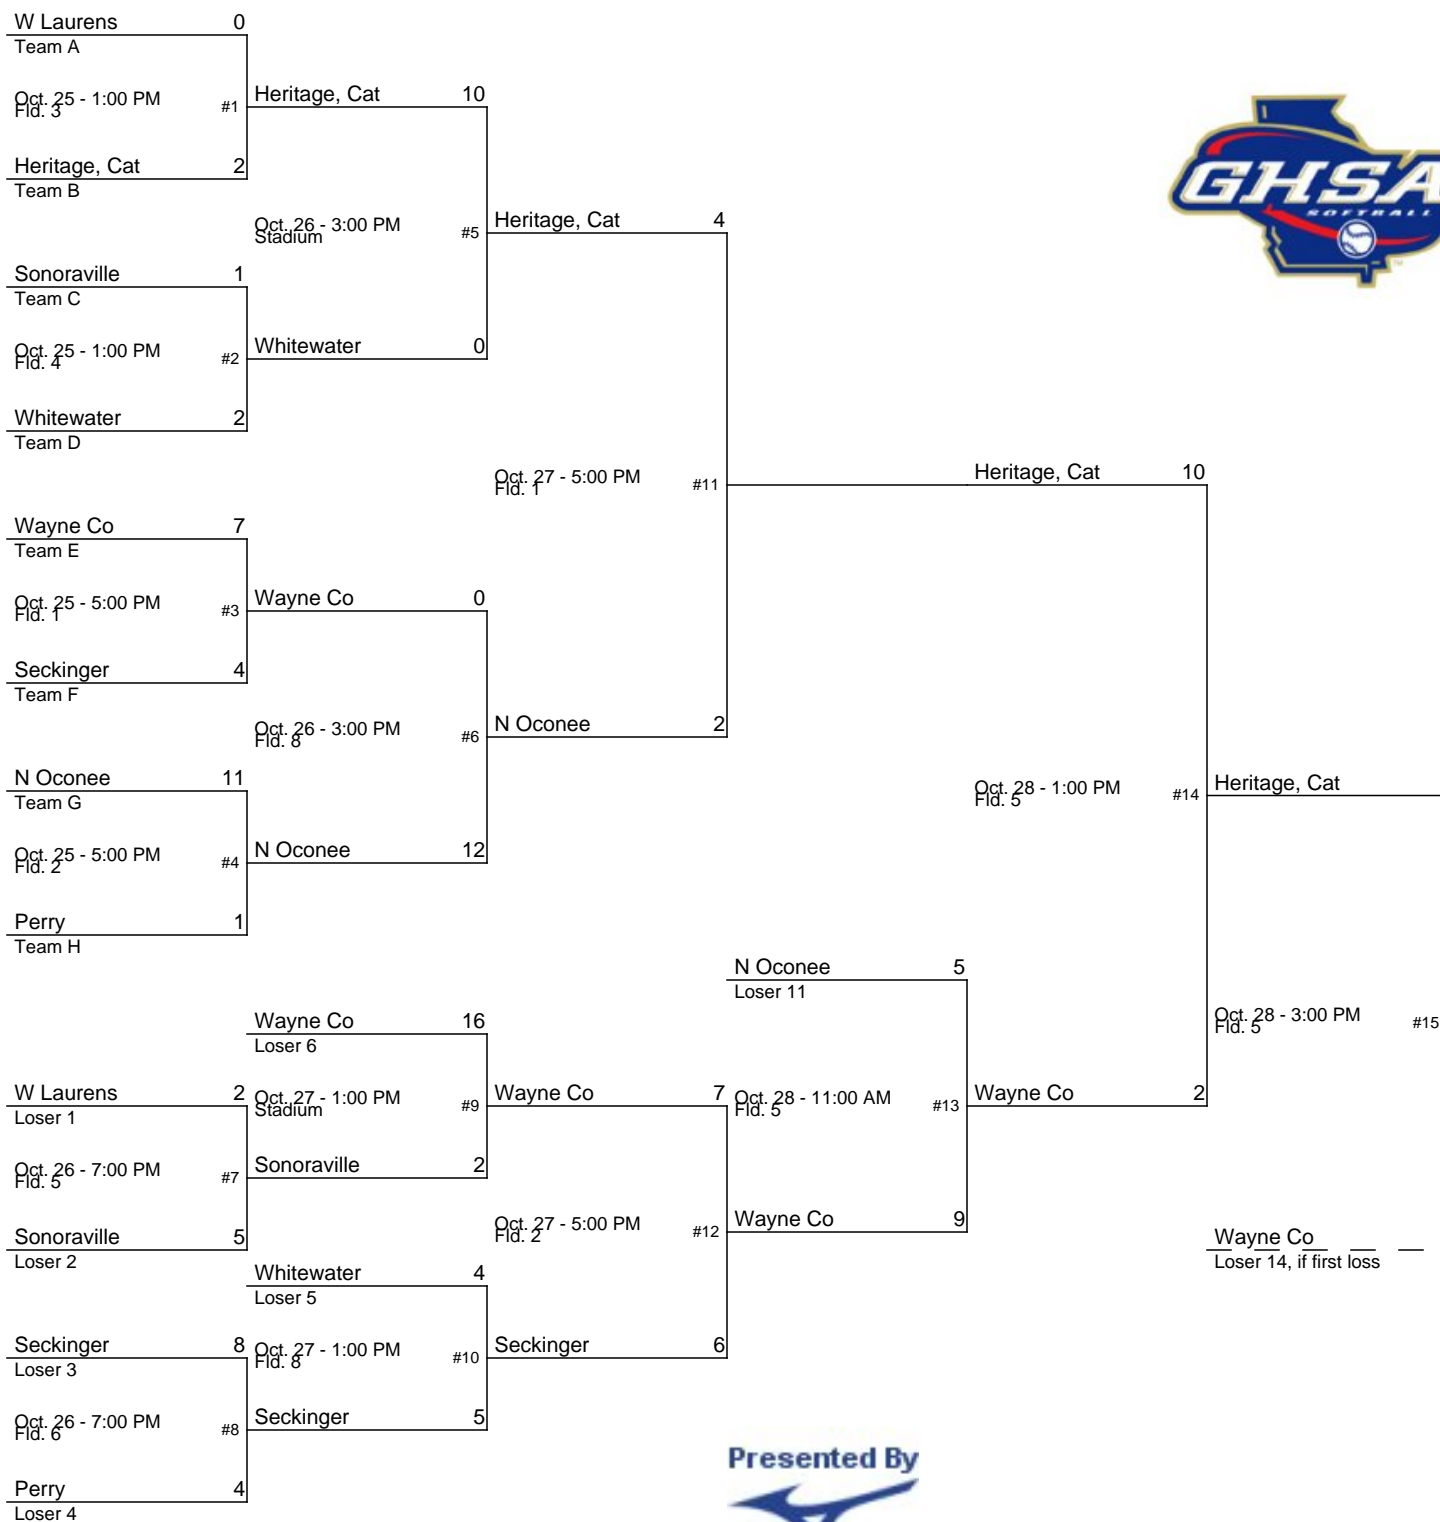 W Laurens 0
Team A
Oct. 25 - 1:00 PM
Fld. 3
#1
Heritage, Cat 2
Team B
Sonoraville 1
Team C
Oct. 25 - 1:00 PM
Fld. 4
#2
Whitewater 2
Team D
Wayne Co 7
Team E
Oct. 25 - 5:00 PM
Fld. 1
#3
Seckinger 4
Team F
N Oconee 11
Team G
Oct. 25 - 5:00 PM
Fld. 2
#4
Perry 1
Team H
W Laurens 2
Loser 1
Oct. 26 - 7:00 PM
Fld. 5
#7
Sonoraville 5
Loser 2
Seckinger 8
Loser 3
Oct. 26 - 7:00 PM
Fld. 6
#8
Perry 4
Loser 4
Heritage, Cat 10
Oct. 26 - 3:00 PM
Stadium
#5
Whitewater 0
Wayne Co 0
Oct. 26 - 3:00 PM
Fld. 8
#6
N Oconee 12
Wayne Co 16
Loser 6
Oct. 27 - 1:00 PM
Stadium
#9
Sonoraville 2
Whitewater 4
Loser 5
Oct. 27 - 1:00 PM
Fld. 8
#10
Seckinger 5
Heritage, Cat 4
Oct. 27 - 5:00 PM
Fld. 1
#11
N Oconee 2
Wayne Co 7
Oct. 27 - 5:00 PM
Fld. 2
#12
Seckinger 6
N Oconee 5
Loser 11
Oct. 28 - 11:00 AM
Fld. 5
#13
Wayne Co 9
Heritage, Cat 10
Oct. 28 - 1:00 PM
Fld. 5
#14
Wayne Co 2
Heritage, Cat
Oct. 28 - 3:00 PM
Fld. 5
#15
Wayne Co
Loser 14, if first loss
GHSA
SOFTBALL
TM
Presented By